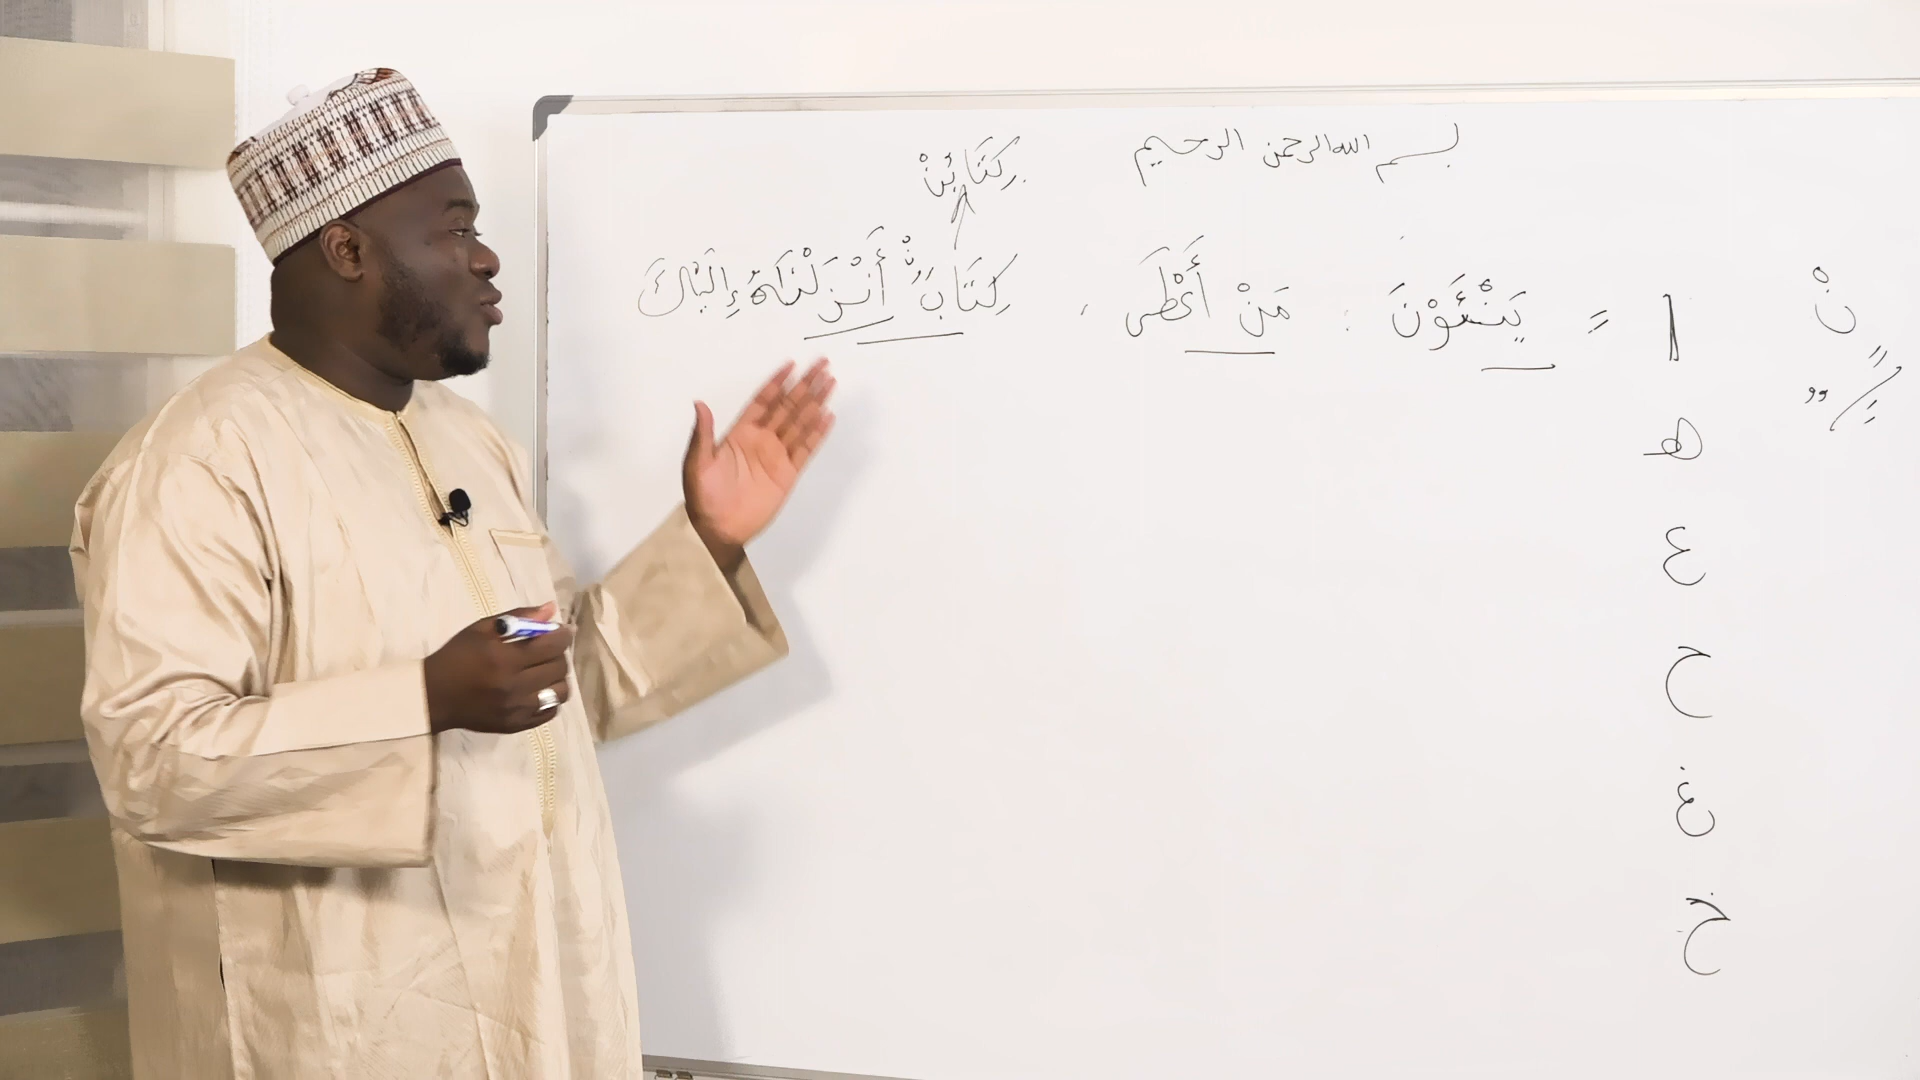 بسم الله الرحمن الرحيم
كِتَابُنْ
نْ
ا = يَنْـَٔوْنَ : مَنْ أَعْطَى ، كِتَابٌ أَنْزَلْنَاهُ إِلَيْكَ
ًٌٍ
ه
ع
ح
غ
خ